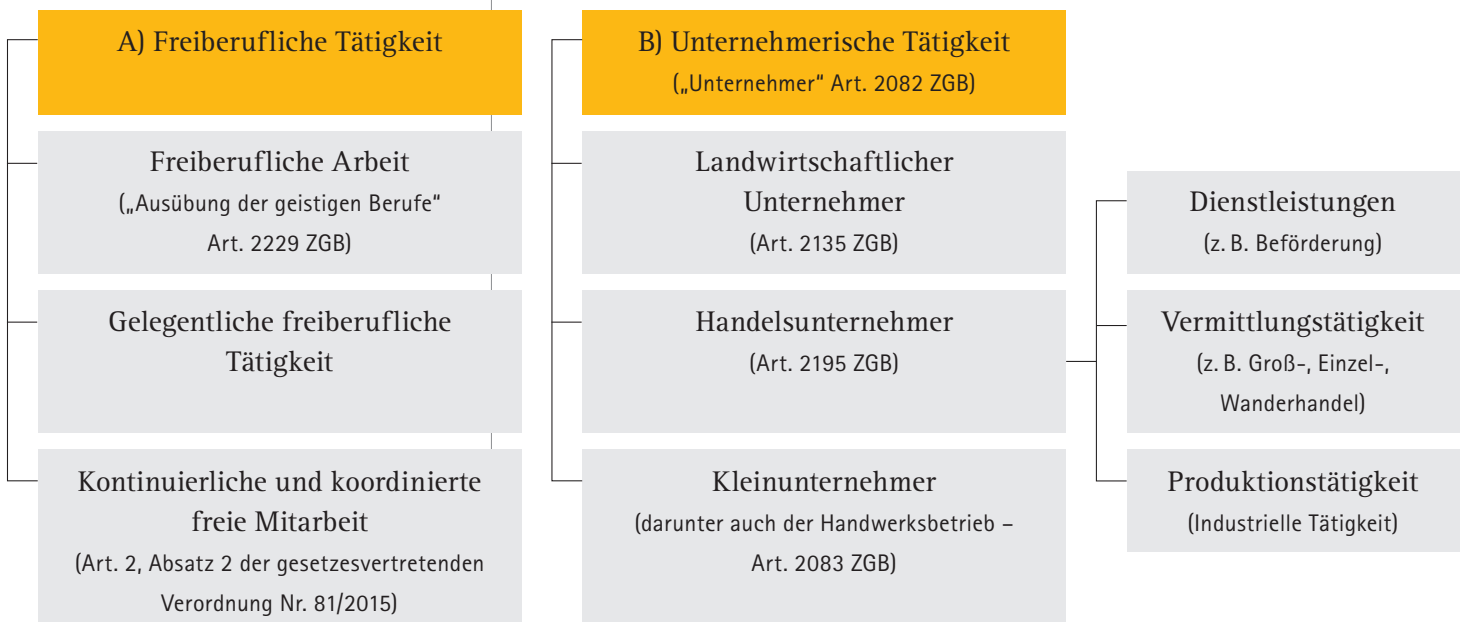 A) Freiberufliche Tätigkeit
Freiberufliche Arbeit
(„Ausübung der geistigen Berufe“
Art. 2229 ZGB)
Gelegentliche freiberufliche
Tätigkeit
Kontinuierliche und koordinierte
freie Mitarbeit
(Art. 2, Absatz 2 der gesetzesvertretenden
Verordnung Nr. 81/2015)
B) Unternehmerische Tätigkeit
(„Unternehmer“ Art. 2082 ZGB)
Landwirtschaftlicher
Unternehmer
(Art. 2135 ZGB)
Handelsunternehmer
(Art. 2195 ZGB)
Kleinunternehmer
(darunter auch der Handwerksbetrieb –
Art. 2083 ZGB)
Dienstleistungen
(z. B. Beförderung)
Vermittlungstätigkeit
(z. B. Groß-, Einzel-,
Wanderhandel)
Produktionstätigkeit
(Industrielle Tätigkeit)